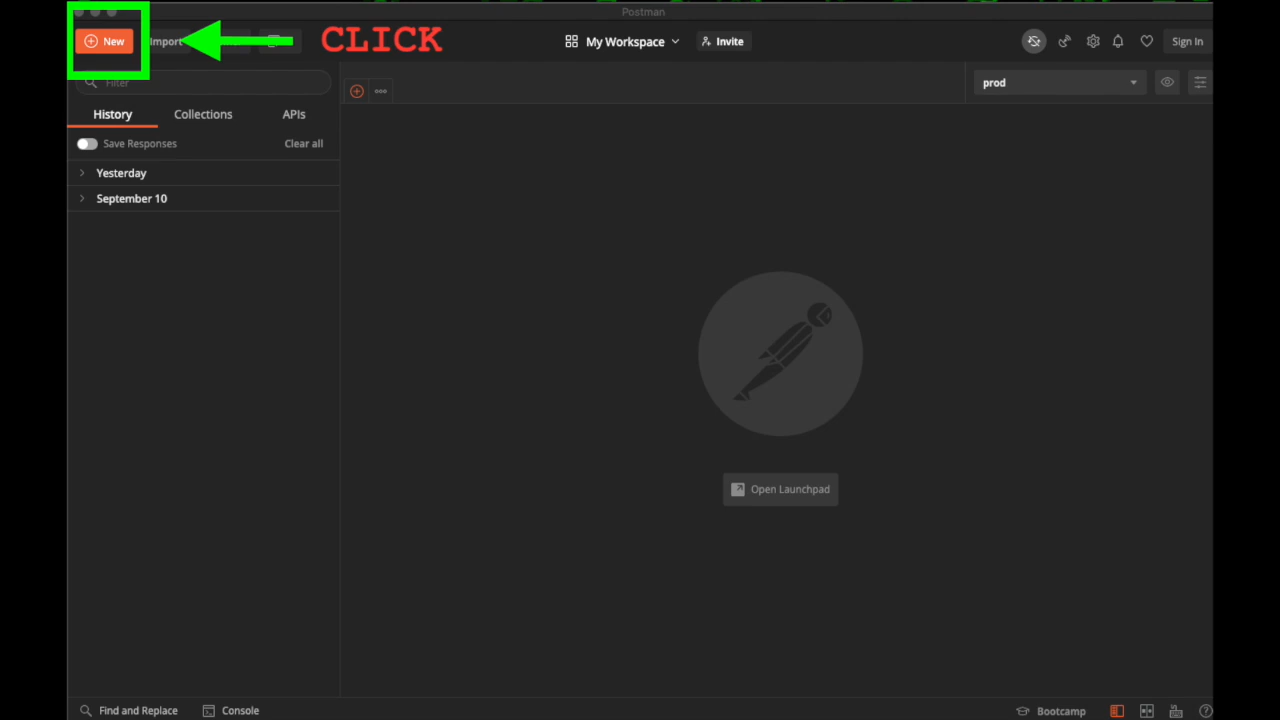 Postman
New
Import
CLICK
My Workspace
Invite
Sign In
Filter
prod
History
Collections
APIs
Save Responses
Clear all
Yesterday
September 10
Open Launchpad
Find and Replace
Console
Bootcamp